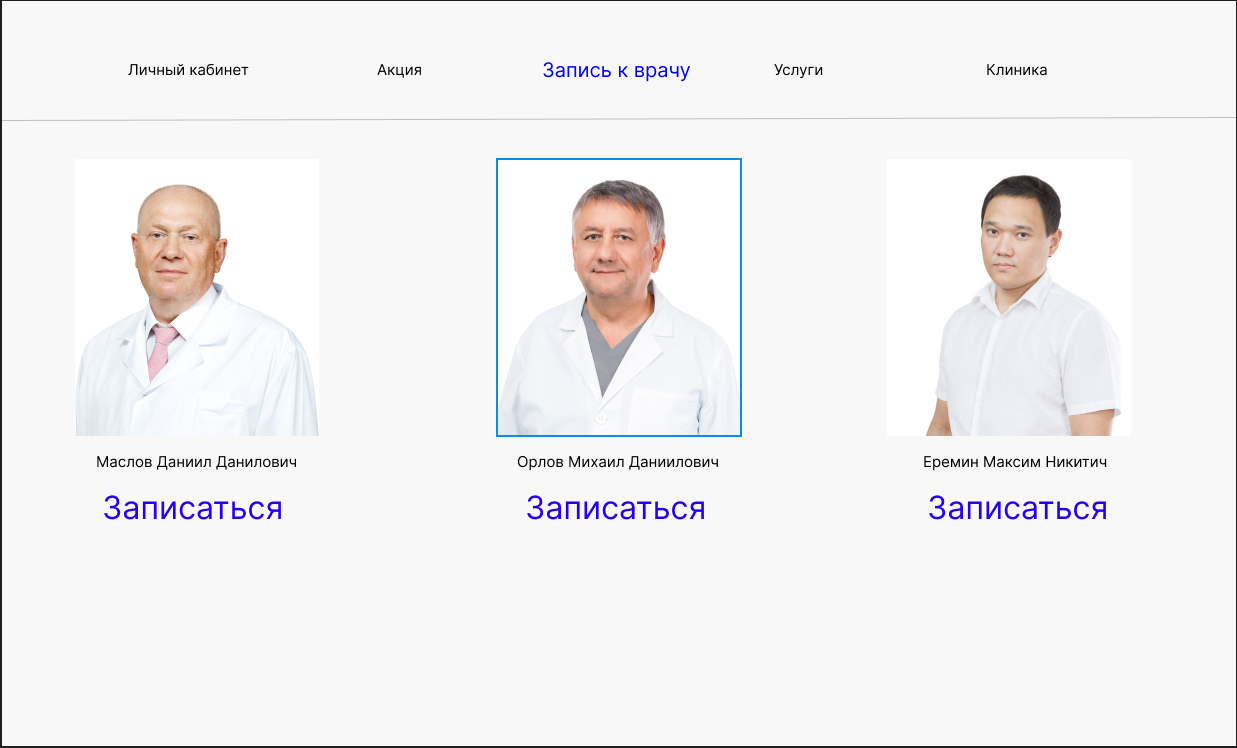 Личный кабинет
Акция
Запись к врачу
Услуги
Клиника
Маслов Даниил Данилович
Орлов Михаил Даниилович
Еремин Максим Никитич
Записаться
Записаться
Записаться